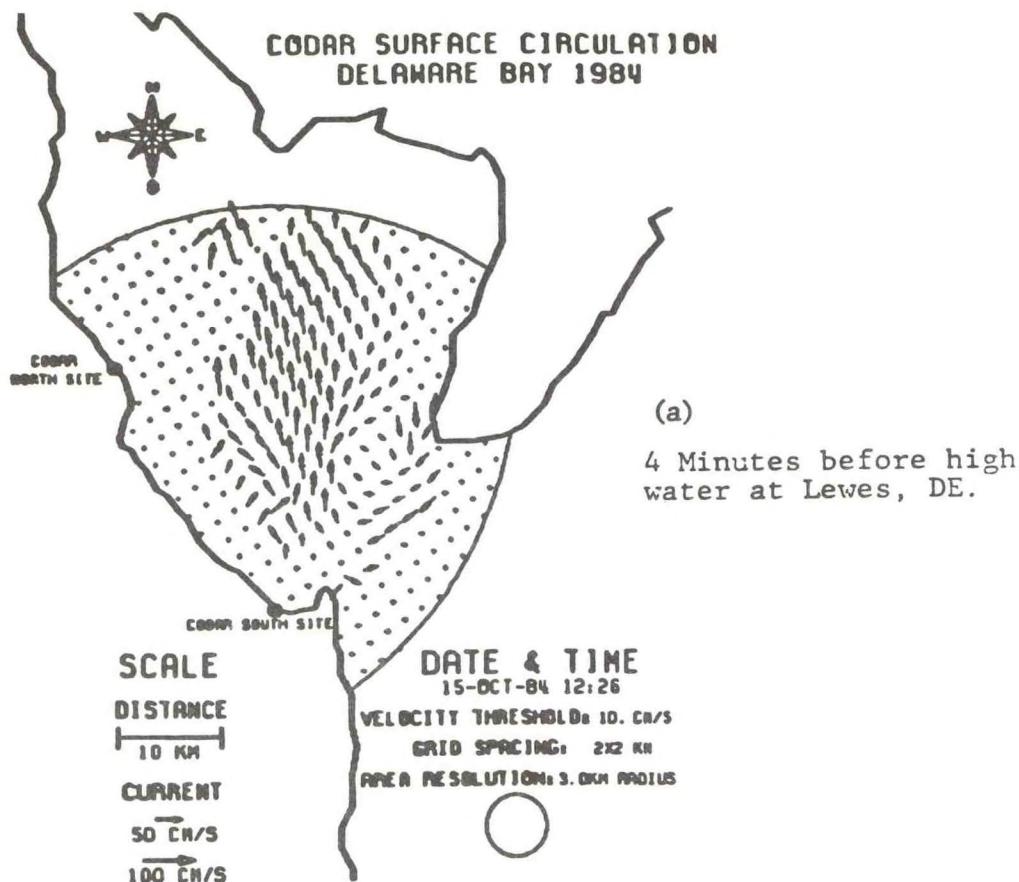 CODAR SURFACE CIRCULATION
DELAWARE BAY 1984
N
W E
S
CODAR
NORTH SITE
(a)
4 Minutes before high
water at Lewes, DE.
CODAR SOUTH SITE
SCALE
DISTANCE
10 KM
CURRENT
50 CM/S
100 CM/S
DATE & TIME
15-OCT-84 12:26
VELOCITY THRESHOLD: 10. CM/S
GRID SPACING: 2X2 KM
AREA RESOLUTION: 3.0KM RADIUS